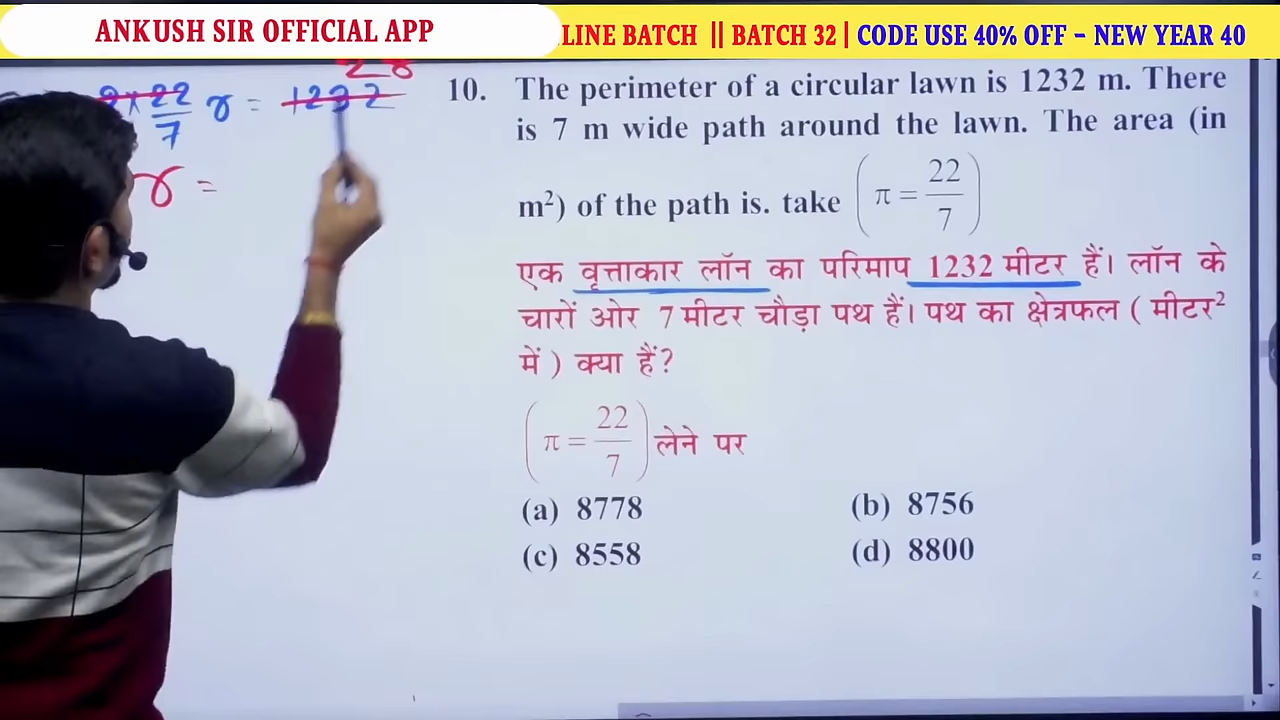 ANKUSH SIR OFFICIAL APP
LINE BATCH || BATCH 32 | CODE USE 40% OFF - NEW YEAR 40
28
2×22/7 r = 1232
r =
10. The perimeter of a circular lawn is 1232 m. There
is 7 m wide path around the lawn. The area (in
m²) of the path is. take (π = 22/7)
एक वृत्ताकार लॉन का परिमाप 1232 मीटर हैं। लॉन के
चारों ओर 7 मीटर चौड़ा पथ हैं। पथ का क्षेत्रफल ( मीटर²
में ) क्या हैं?
(π = 22/7) लेने पर
(a) 8778 (b) 8756
(c) 8558 (d) 8800